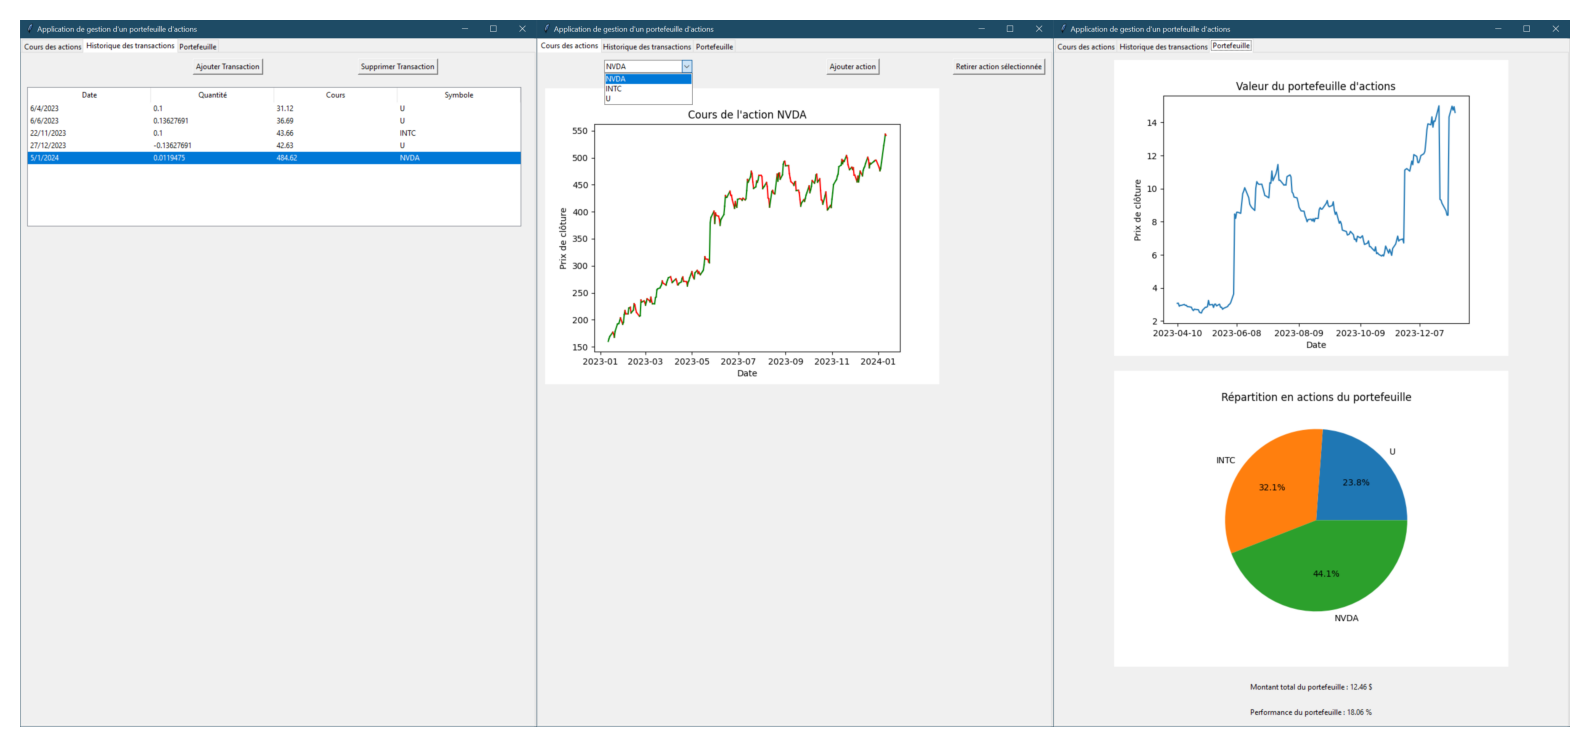 Application de gestion d'un portefeuille d'actions
Cours des actions Historique des transactions Portefeuille
Ajouter Transaction Supprimer Transaction
Date Quantité Cours Symbole
6/4/2023 0.1 31.12 U
6/6/2023 0.13627691 36.69 U
22/11/2023 0.1 43.66 INTC
27/12/2023 -0.13627691 42.63 U
5/1/2024 0.0119475 484.62 NVDA
Application de gestion d'un portefeuille d'actions
Cours des actions Historique des transactions Portefeuille
NVDA Ajouter action Retirer action sélectionnée
NVDA
INTC
U
Cours de l'action NVDA
550
500
450
400
350
300
250
200
150
Prix de clôture
2023-01 2023-03 2023-05 2023-07 2023-09 2023-11 2024-01
Date
Application de gestion d'un portefeuille d'actions
Cours des actions Historique des transactions Portefeuille
Valeur du portefeuille d'actions
14
12
10
8
6
4
2
Prix de clôture
2023-04-10 2023-06-08 2023-08-09 2023-10-09 2023-12-07
Date
Répartition en actions du portefeuille
U
INTC
23.8%
32.1%
44.1%
NVDA
Montant total du portefeuille : 12.46 $
Performance du portefeuille : 18.06 %